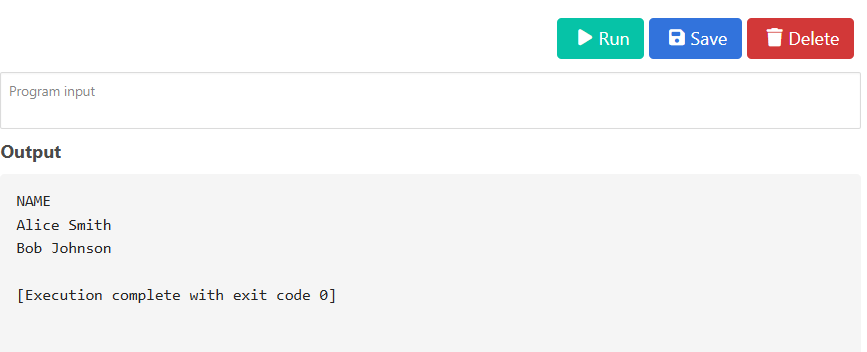 Run Save Delete
Program input
Output
NAME
Alice Smith
Bob Johnson
[Execution complete with exit code 0]